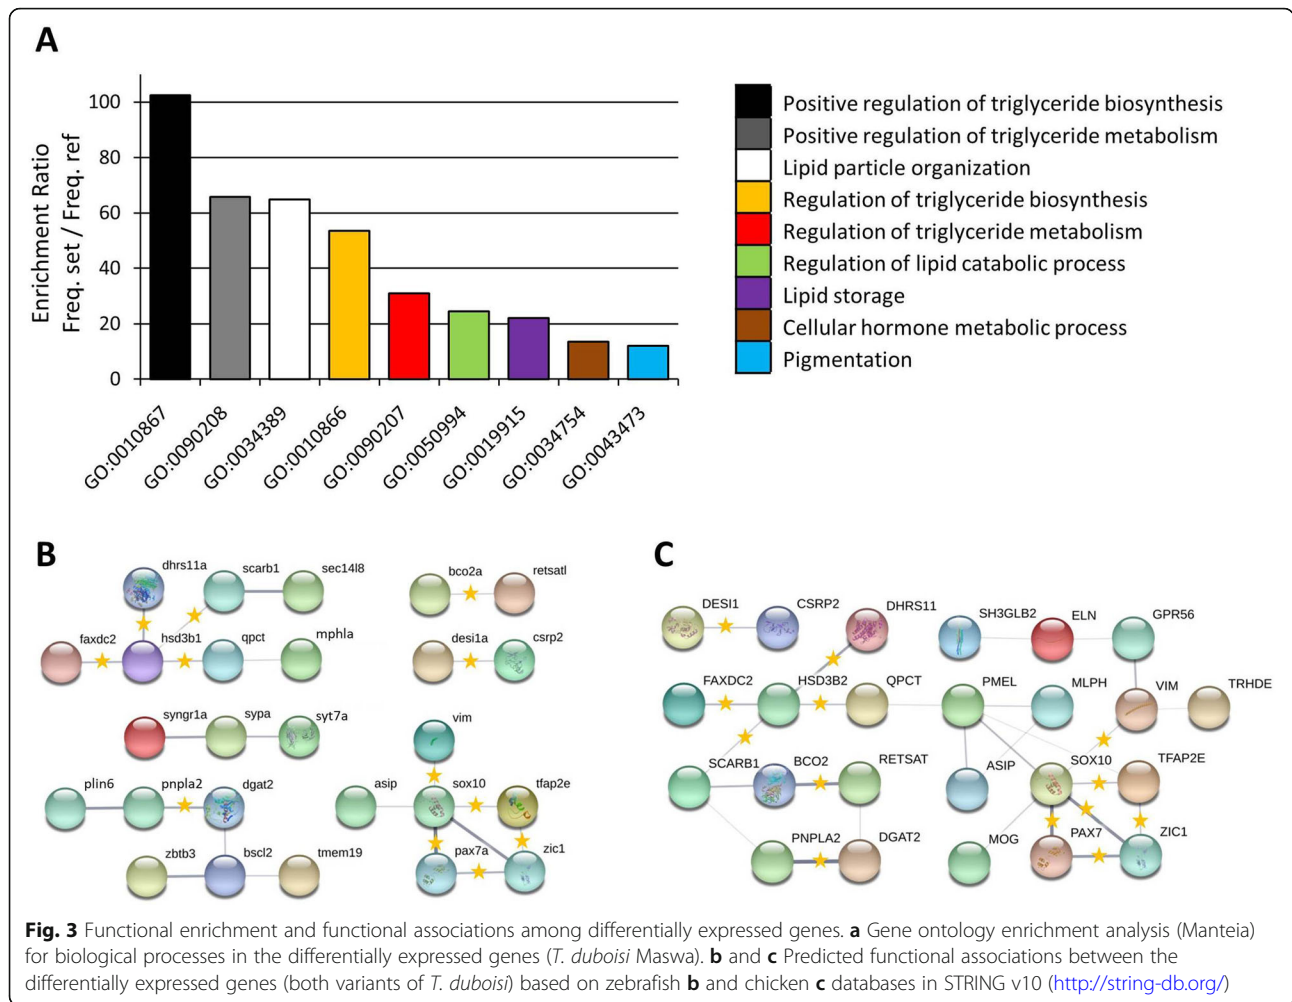 A
Enrichment Ratio
Freq. set / Freq. ref
100
80
60
40
20
0
GO:0010867
GO:0090208
GO:0034389
GO:0010866
GO:0090207
GO:0050994
GO:0019915
GO:0034754
GO:0043473
Positive regulation of triglyceride biosynthesis
Positive regulation of triglyceride metabolism
Lipid particle organization
Regulation of triglyceride biosynthesis
Regulation of triglyceride metabolism
Regulation of lipid catabolic process
Lipid storage
Cellular hormone metabolic process
Pigmentation
B
dhrs11a scarb1 sec14l8
faxdc2 hsd3b1 qpct mphla
syngr1a sypa syt7a
plin6 pnpla2 dgat2
zbtb3 bscl2 tmem19
bco2a retsatl
desi1a csrp2
vim
asip sox10 tfap2e
pax7a zic1
C
DESI1 CSRP2 DHRS11 SH3GLB2 ELN GPR56
FAXDC2 HSD3B2 QPCT PMEL MLPH VIM TRHDE
SCARB1 BCO2 RETSAT ASIP SOX10 TFAP2E
PNPLA2 DGAT2 MOG PAX7 ZIC1
Fig. 3 Functional enrichment and functional associations among differentially expressed genes. a Gene ontology enrichment analysis (Manteia)
for biological processes in the differentially expressed genes (T. duboisi Maswa). b and c Predicted functional associations between the
differentially expressed genes (both variants of T. duboisi) based on zebrafish b and chicken c databases in STRING v10 (http://string-db.org/)